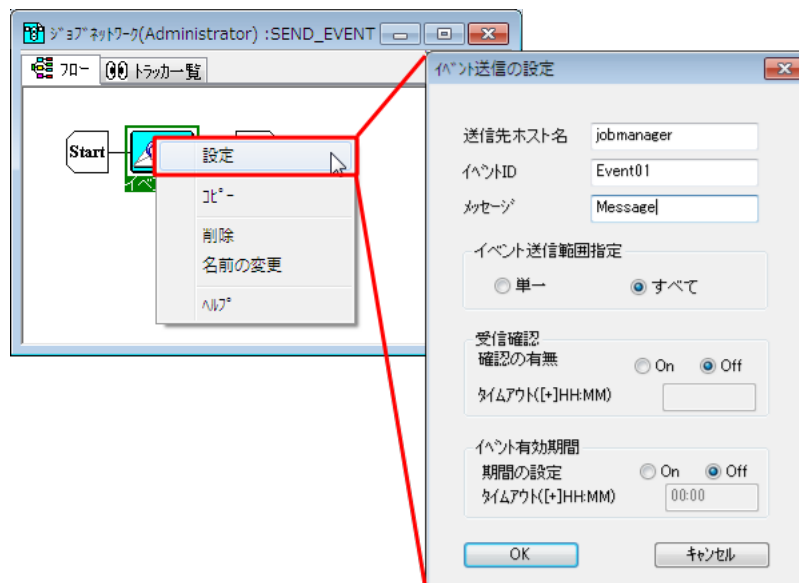 ｼﾞｮﾌﾞﾈｯﾄﾜｰｸ(Administrator) :SEND_EVENT
フロー ﾄﾗｯｶ一覧
Start
イベ
設定
ｺﾋﾟｰ
削除
名前の変更
ﾍﾙﾌﾟ
ｲﾍﾞﾝﾄ送信の設定
送信先ホスト名 jobmanager
ｲﾍﾞﾝﾄID Event01
ﾒｯｾｰｼﾞ Message
イベント送信範囲指定
単一 すべて
受信確認
確認の有無 On Off
ﾀｲﾑｱｳﾄ([+]HH:MM)
ｲﾍﾞﾝﾄ有効期間
期間の設定 On Off
ﾀｲﾑｱｳﾄ([+]HH:MM) 00:00
OK ｷｬﾝｾﾙ